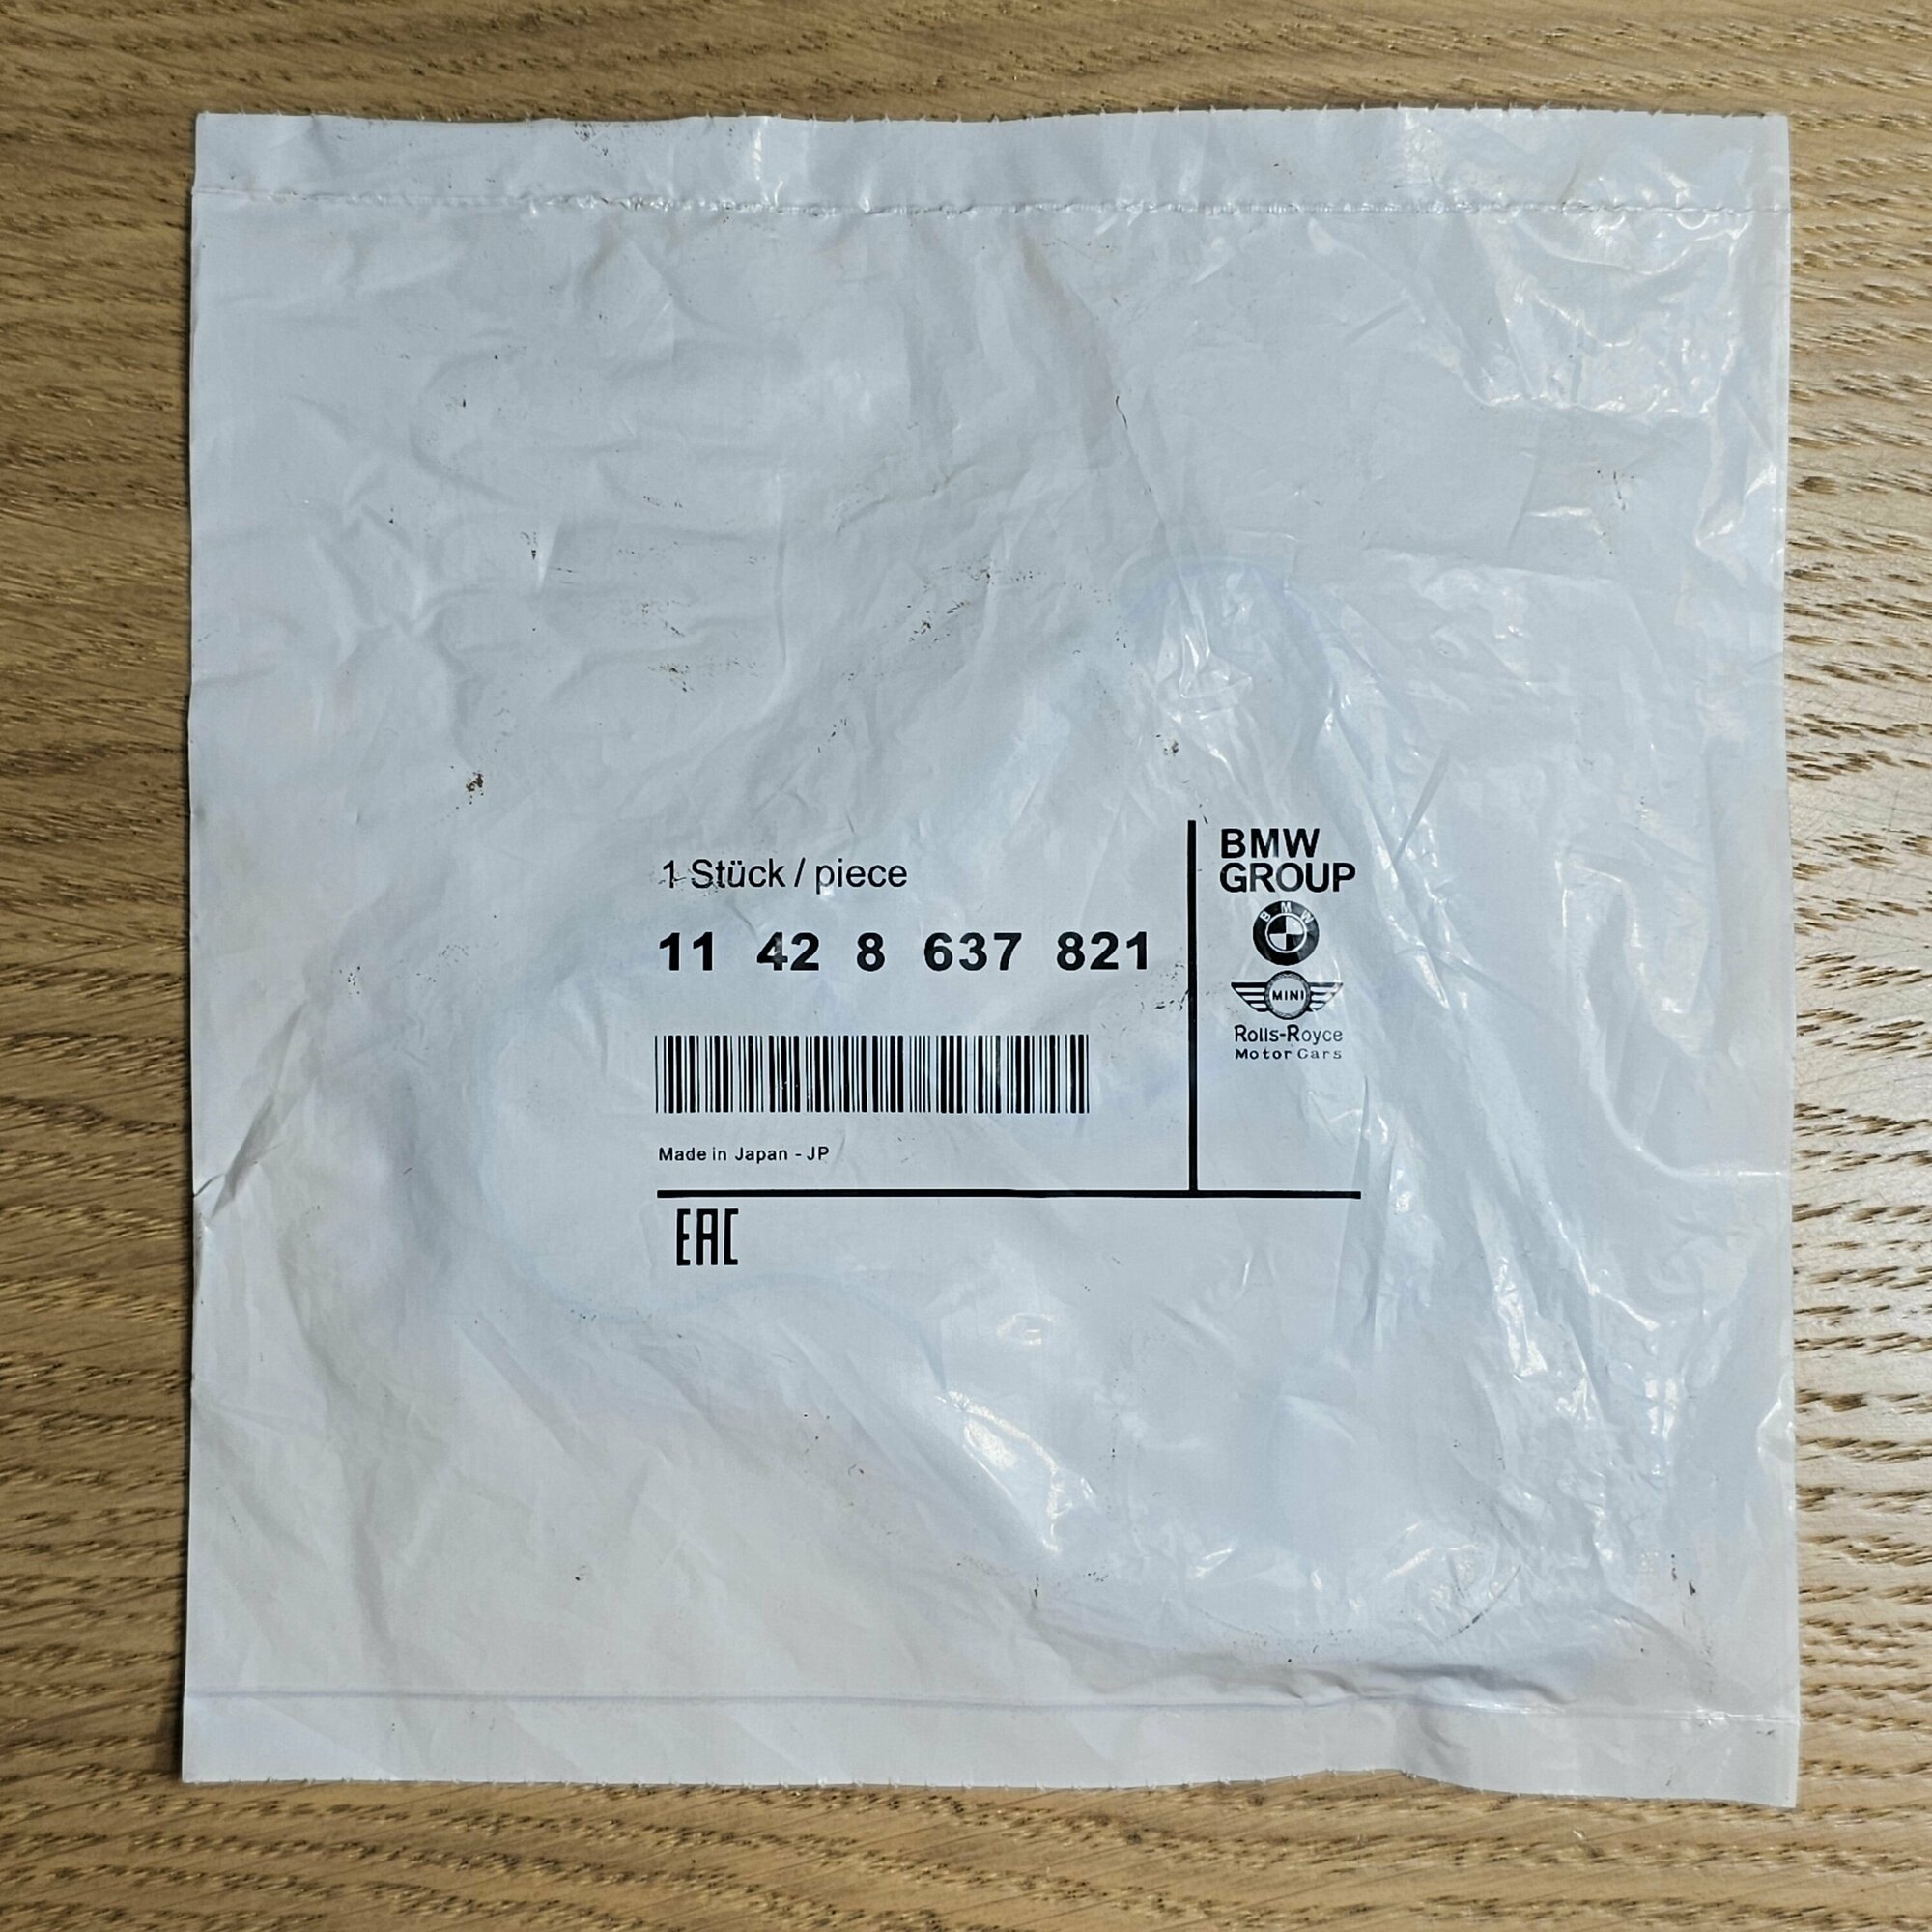 1 Stück / piece
11 42 8 637 821
Made in Japan - JP
EAC
BMW
GROUP
BMW
MINI
Rolls-Royce
Motor Cars